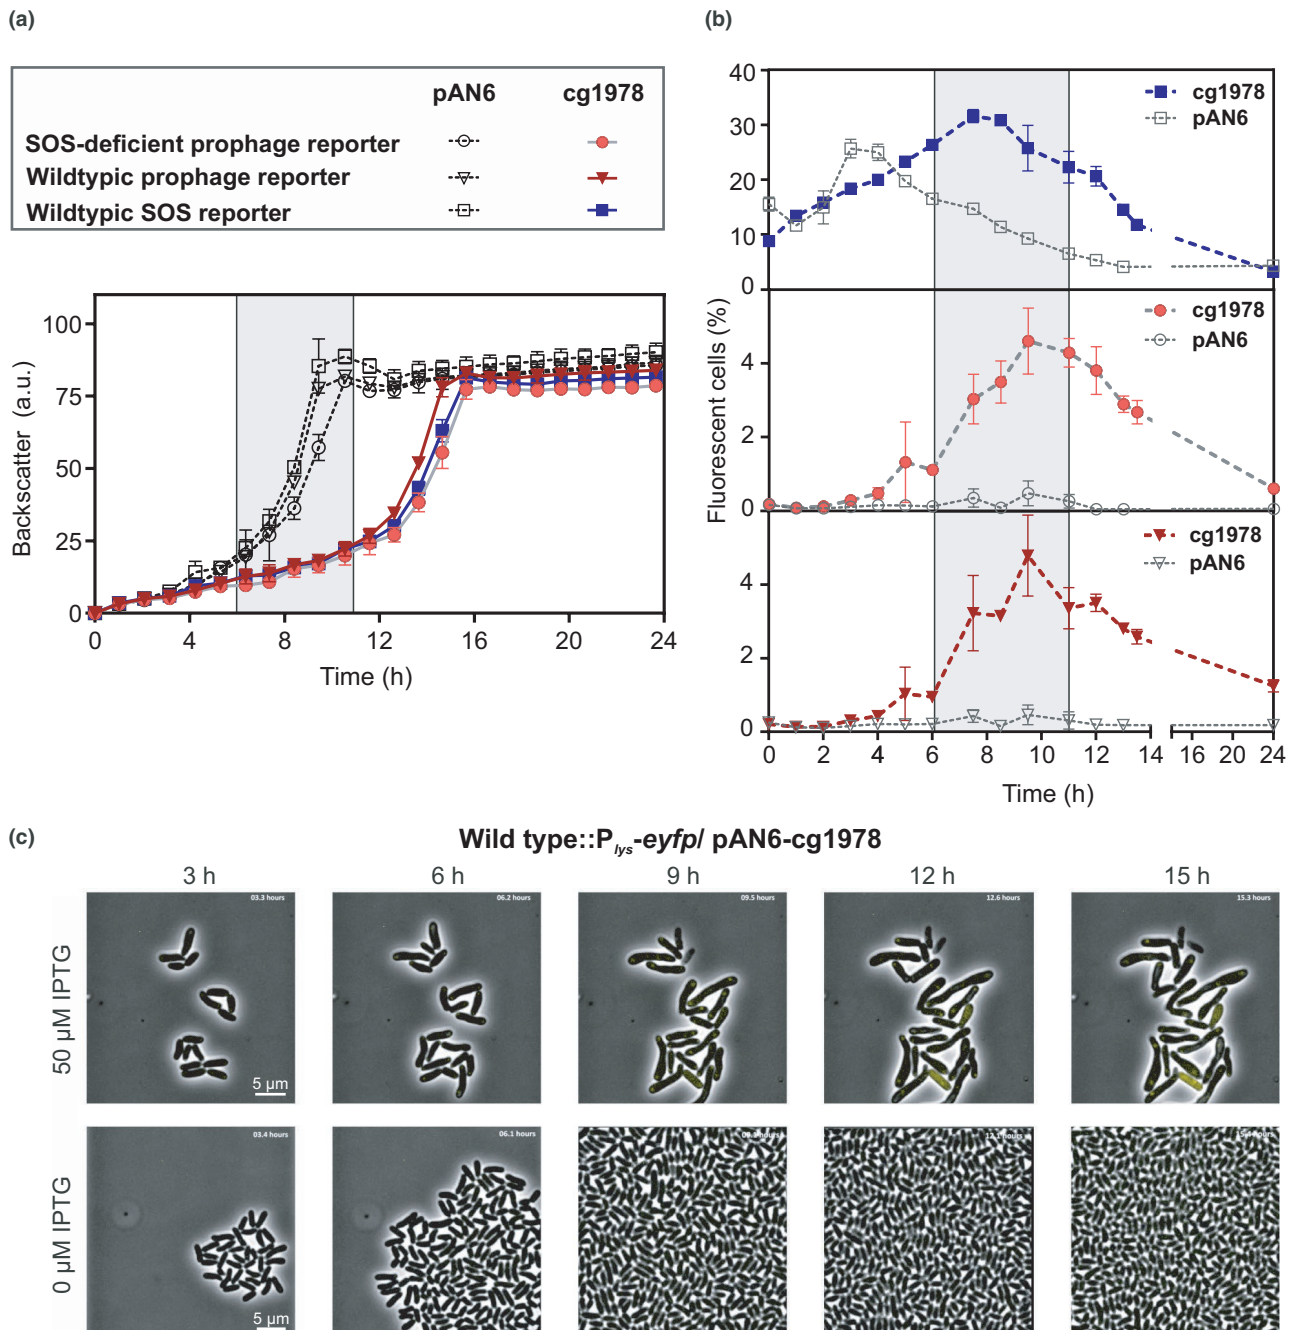 (a)
pAN6 cg1978
SOS-deficient prophage reporter
Wildtypic prophage reporter
Wildtypic SOS reporter
100
75
50
25
0
Backscatter (a.u.)
0 4 8 12 16 20 24
Time (h)
(b)
40
30
20
10
0
cg1978
pAN6
4
2
0
cg1978
pAN6
4
2
0
cg1978
pAN6
Fluorescent cells (%)
0 2 4 6 8 10 12 14 16 20 24
Time (h)
(c)
Wild type::Plys-eyfp/ pAN6-cg1978
3 h 6 h 9 h 12 h 15 h
50 µM IPTG
03.3 hours 06.2 hours 09.5 hours 12.6 hours 15.3 hours
5 µm
0 µM IPTG
03.4 hours 06.1 hours 12.1 hours
5 µm